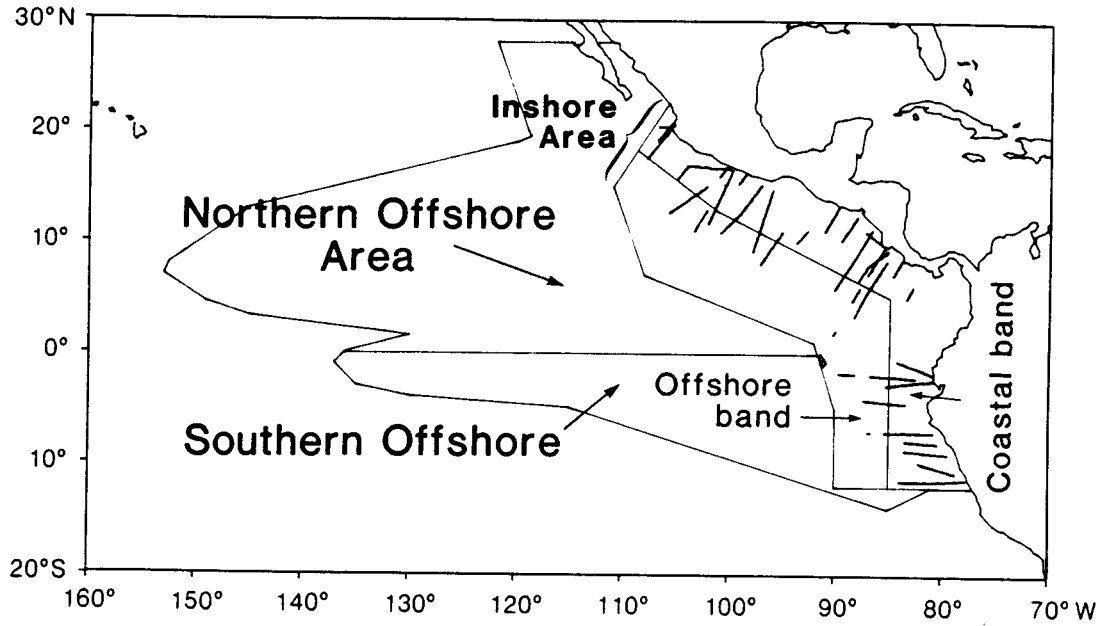 30°N
20°
10°
0°
10°
20°S
160°
150°
140°
130°
120°
110°
100°
90°
80°
70° W
Inshore
Area
Northern Offshore
Area
Southern Offshore
Offshore
band
Coastal band